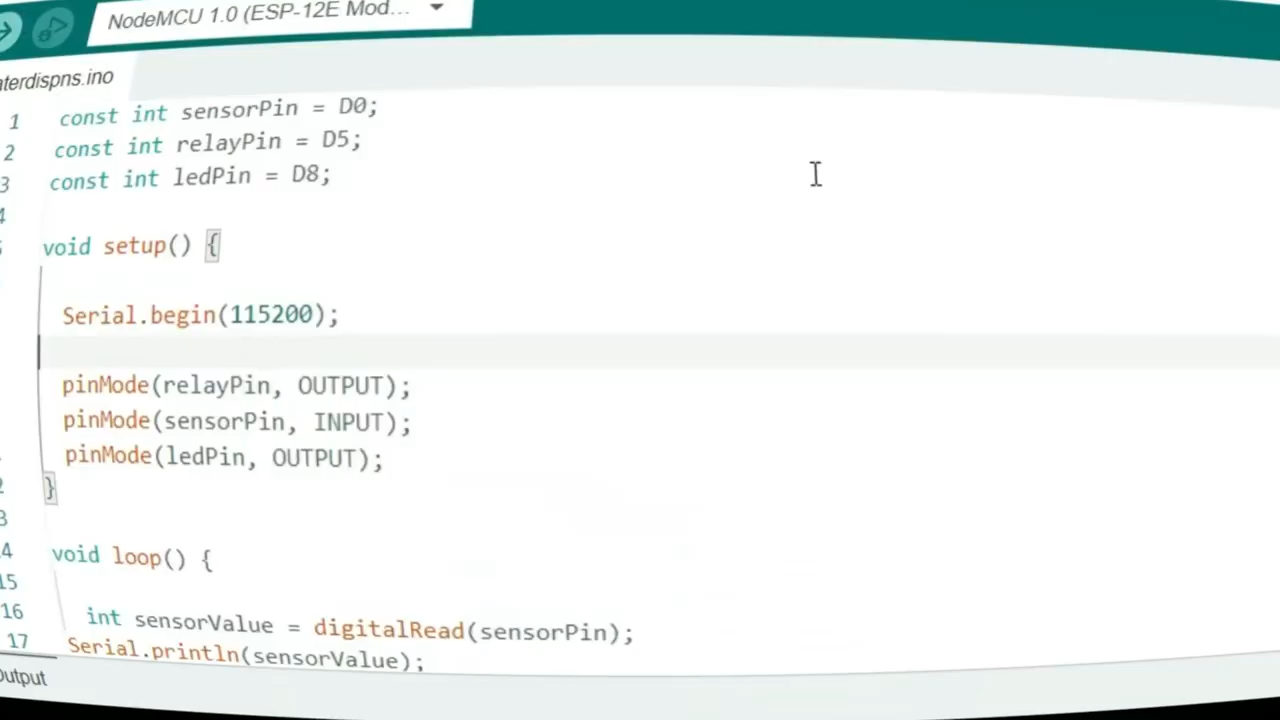 NodeMCU 1.0 (ESP-12E Mod...
aterdispns.ino
1 const int sensorPin = D0;
2 const int relayPin = D5;
3 const int ledPin = D8;
4
void setup() {
Serial.begin(115200);
pinMode(relayPin, OUTPUT);
pinMode(sensorPin, INPUT);
pinMode(ledPin, OUTPUT);
2 }
3
4 void loop() {
15
16 int sensorValue = digitalRead(sensorPin);
17 Serial.println(sensorValue);
Output